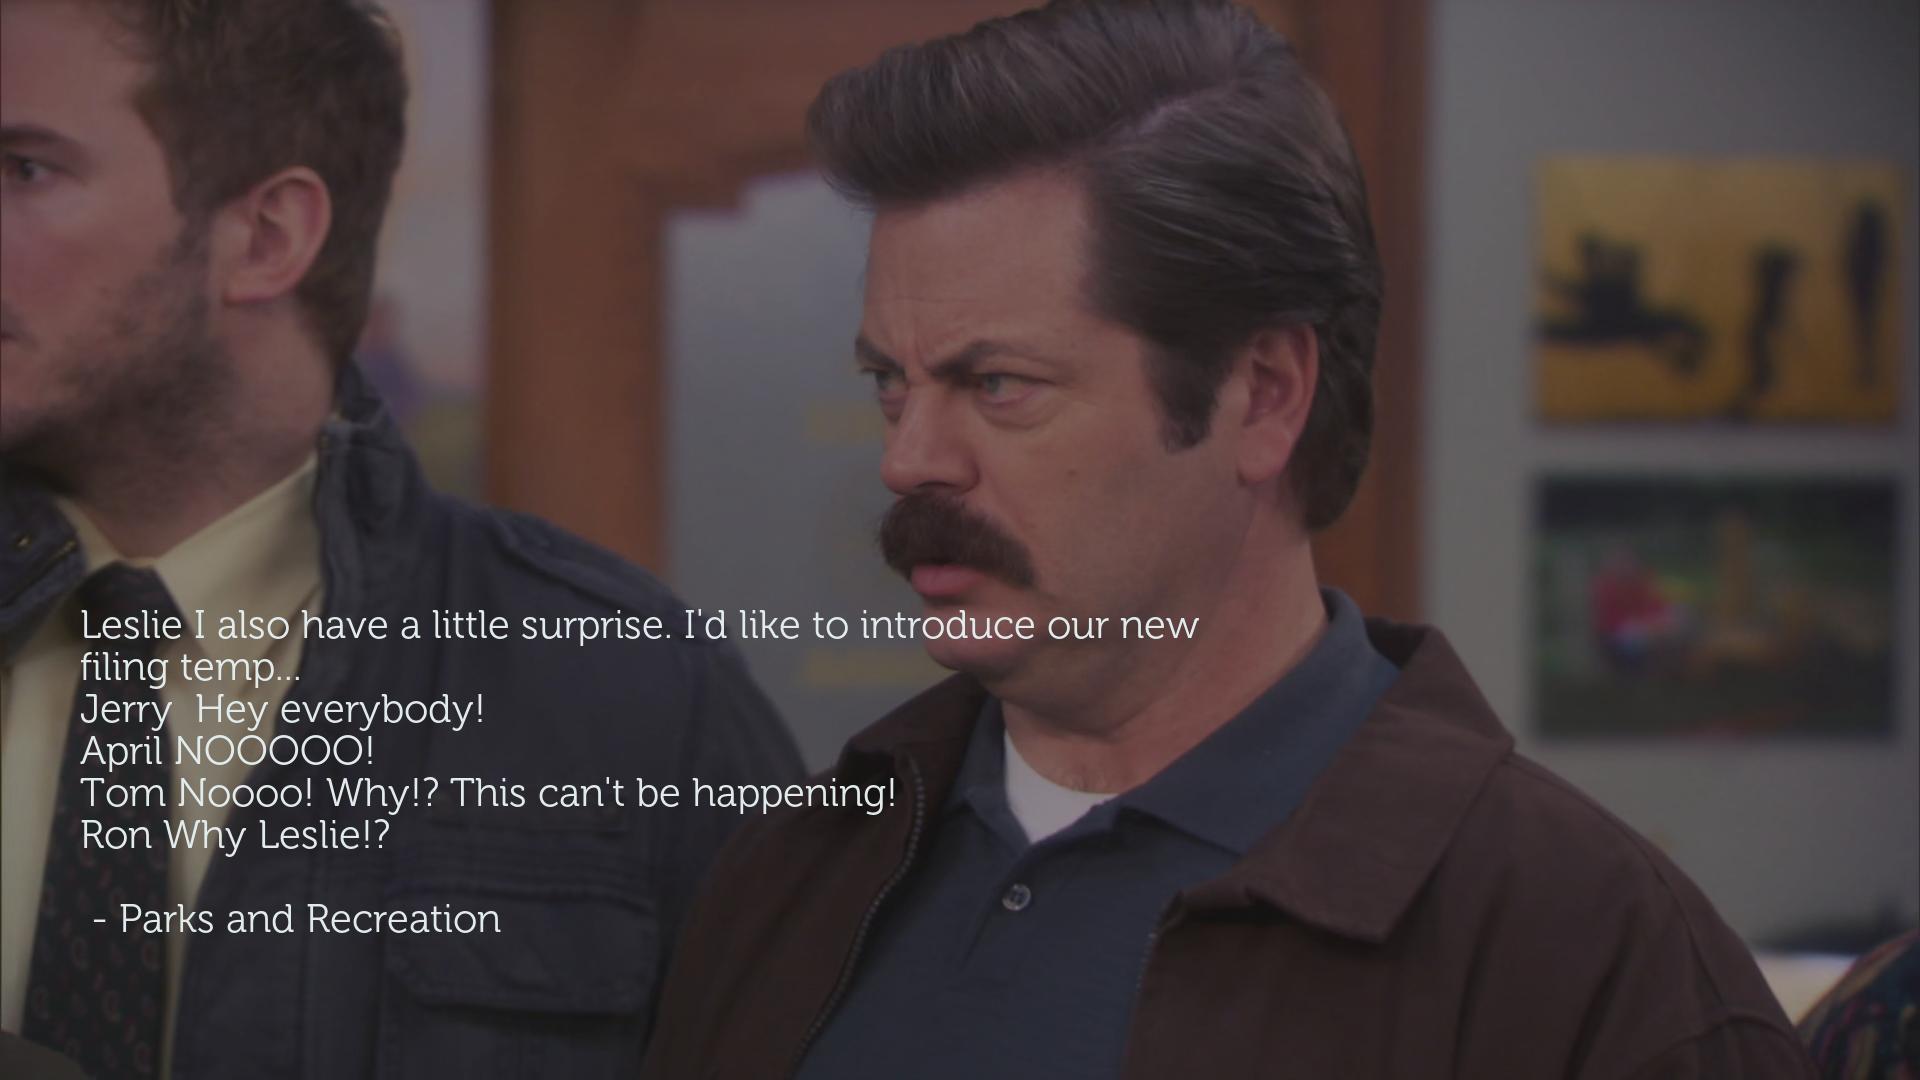 Leslie I also have a little surprise. I'd like to introduce our new
filing temp...
Jerry  Hey everybody!
April NOOOOO!
Tom Noooo! Why!? This can't be happening!
Ron Why Leslie!?
- Parks and Recreation